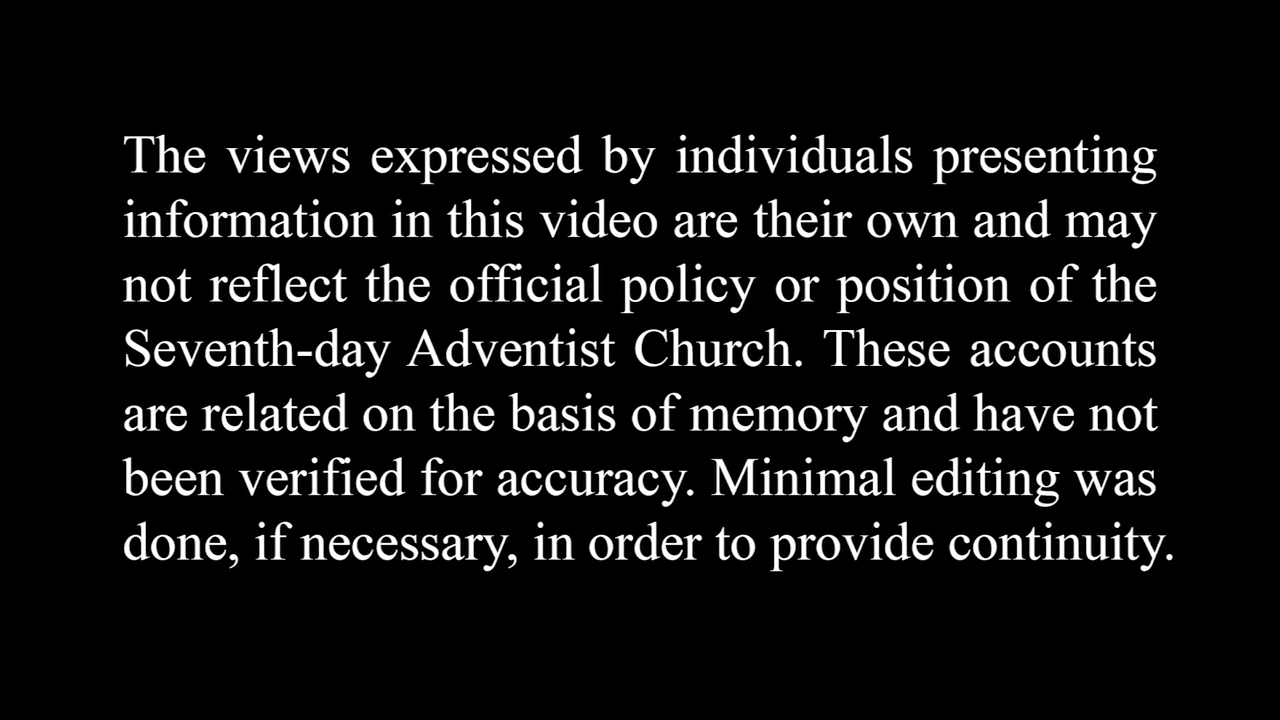 The views expressed by individuals presenting
information in this video are their own and may
not reflect the official policy or position of the
Seventh-day Adventist Church. These accounts
are related on the basis of memory and have not
been verified for accuracy. Minimal editing was
done, if necessary, in order to provide continuity.